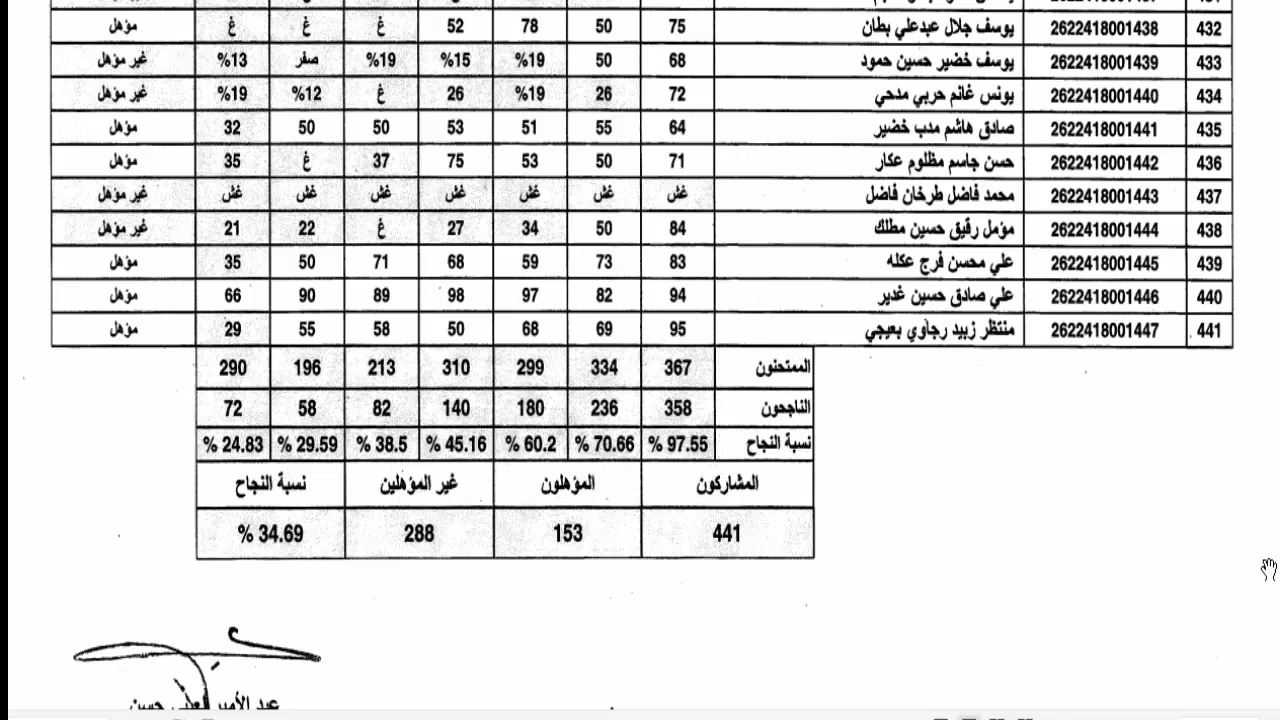 432 2622418001438 يوسف جلال عبدعلي بطان 75 50 78 52 غ غ غ مؤهل
433 2622418001439 يوسف خضير حسين حمود 68 50 %19 %15 %19 صفر %13 غير مؤهل
434 2622418001440 يونس غانم حربي مدحي 72 26 %19 26 غ %12 %19 غير مؤهل
435 2622418001441 صادق هاشم مدب خضير 64 55 51 53 50 50 32 مؤهل
436 2622418001442 حسن جاسم مظلوم عكار 71 50 53 75 37 غ 35 مؤهل
437 2622418001443 محمد فاضل طرخان فاضل غش غش غش غش غش غش غش غير مؤهل
438 2622418001444 مؤمل رفيق حسين مطلك 84 50 34 27 غ 22 21 غير مؤهل
439 2622418001445 علي محسن فرج عكله 83 73 59 68 71 50 35 مؤهل
440 2622418001446 علي صادق حسين غدير 94 82 97 98 89 90 66 مؤهل
441 2622418001447 منتظر زبيد رجاوي بعيجي 95 69 68 50 58 55 29 مؤهل
الممتحنون 367 334 299 310 213 196 290
الناجحون 358 236 180 140 82 58 72
نسبة النجاح 97.55 % 70.66 % 60.2 % 45.16 % 38.5 % 29.59 % 24.83 %
المشاركون المؤهلون غير المؤهلين نسبة النجاح
441 153 288 34.69 %
عبد الأمير حسن